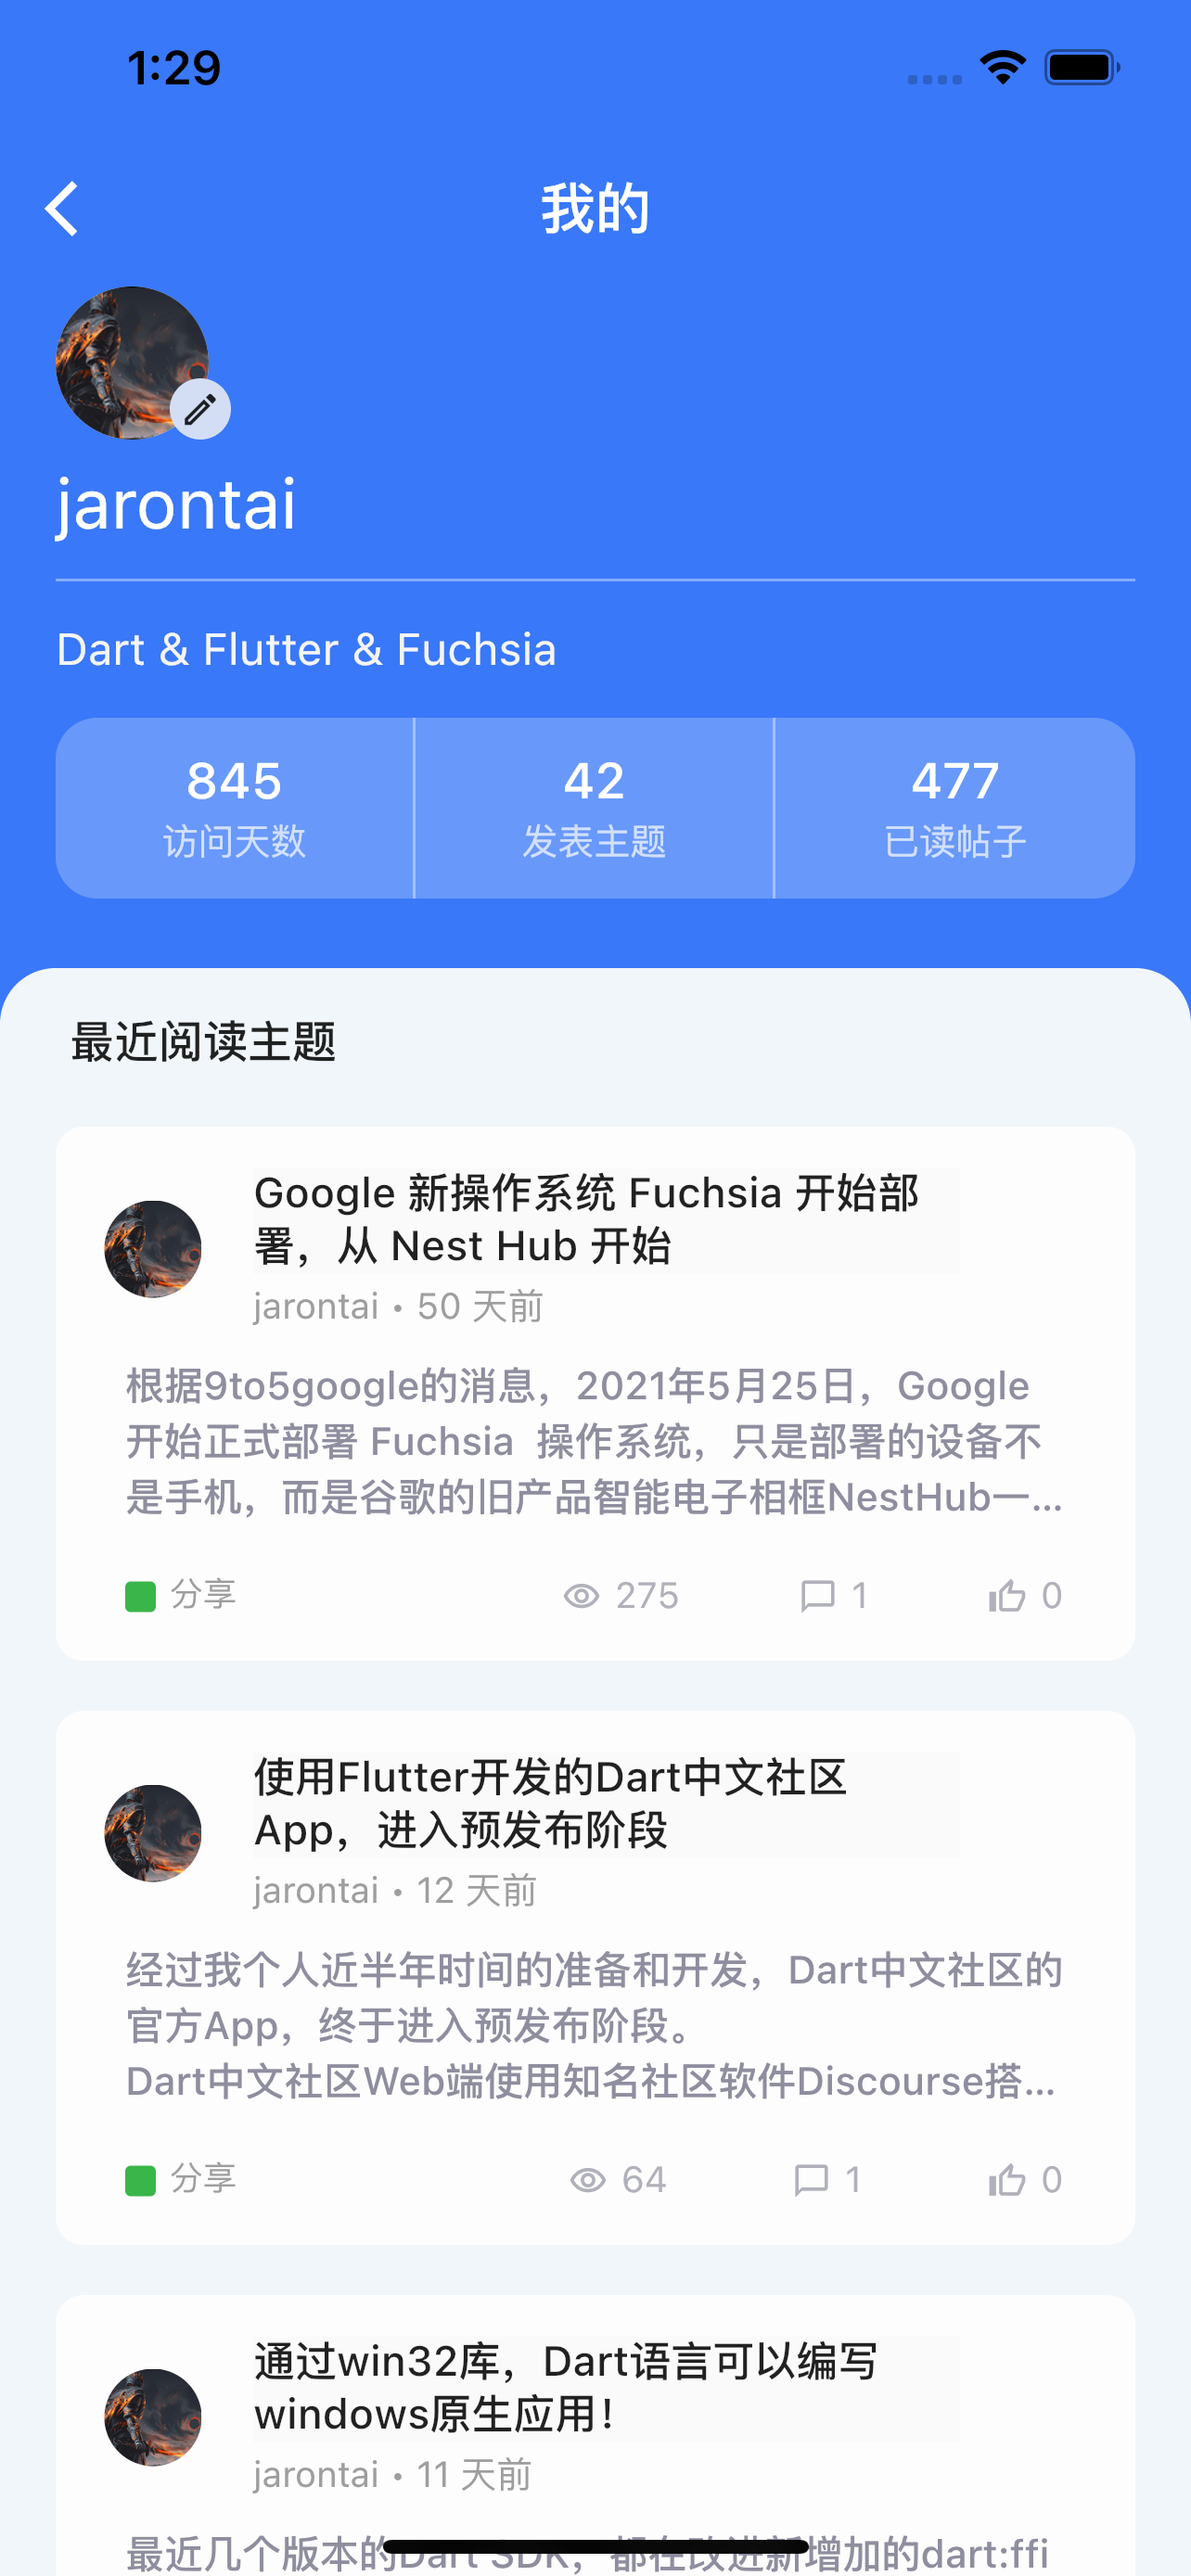 1:29
我的
jarontai
Dart & Flutter & Fuchsia
845
访问天数
42
发表主题
477
已读帖子
最近阅读主题
Google 新操作系统 Fuchsia 开始部
署，从 Nest Hub 开始
jarontai • 50 天前
根据9to5google的消息，2021年5月25日，Google
开始正式部署 Fuchsia  操作系统，只是部署的设备不
是手机，而是谷歌的旧产品智能电子相框NestHub一...
分享
275
1
0
使用Flutter开发的Dart中文社区
App，进入预发布阶段
jarontai • 12 天前
经过我个人近半年时间的准备和开发，Dart中文社区的
官方App，终于进入预发布阶段。
Dart中文社区Web端使用知名社区软件Discourse搭...
分享
64
1
0
通过win32库，Dart语言可以编写
windows原生应用！
jarontai • 11 天前
最近几个版本的Dart SDK，都在改进新增加的dart:ffi